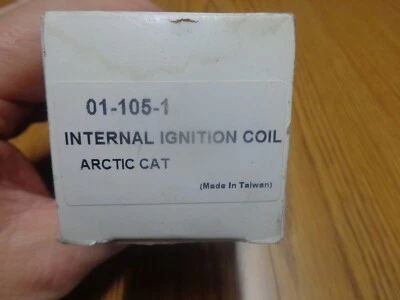 01-105-1
INTERNAL IGNITION COIL
ARCTIC CAT
(Made In Taiwan)